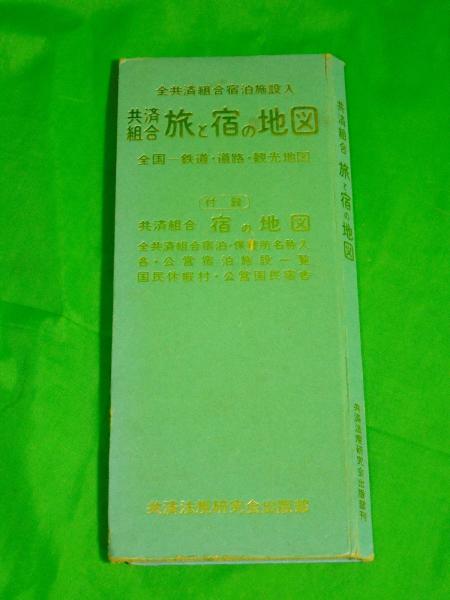 全共済組合宿泊施設入
共済組合 旅と宿の地図
全国一鉄道・道路・観光地図
付録
共済組合 宿の地図
全共済組合宿泊・保養所名称入
各・公営宿泊施設一覧
国民休暇村・公営国民宿舎
共済法規研究会出版部
共済組合 旅と宿の地図
共済法規研究会出版部刊